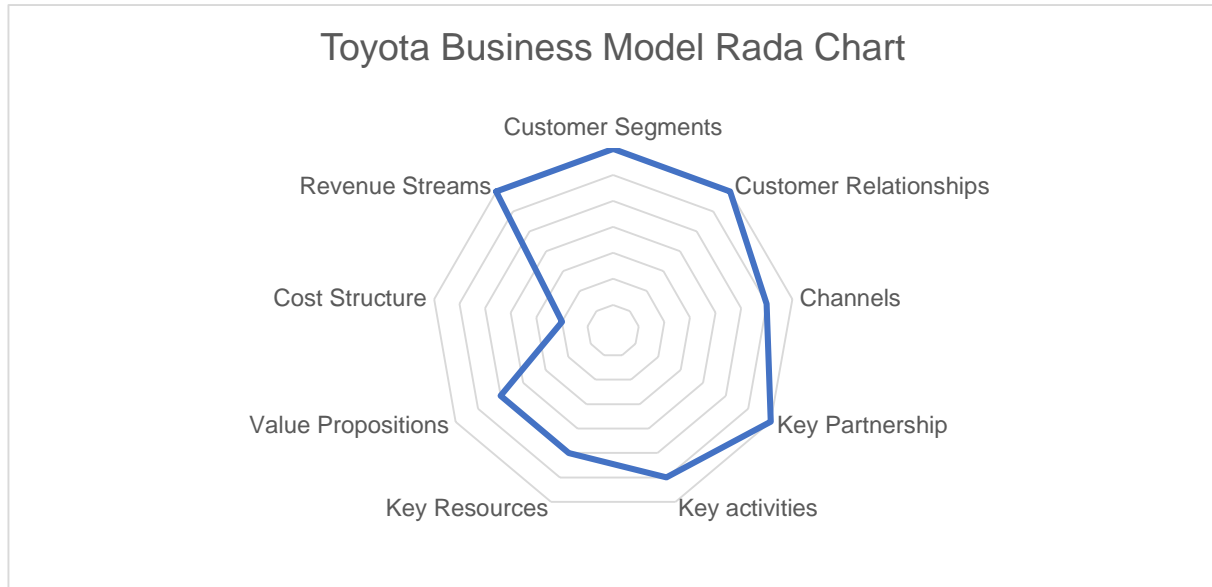 Toyota Business Model Rada Chart
Customer Segments
Revenue Streams
Customer Relationships
Cost Structure
Channels
Value Propositions
Key Partnership
Key Resources
Key activities